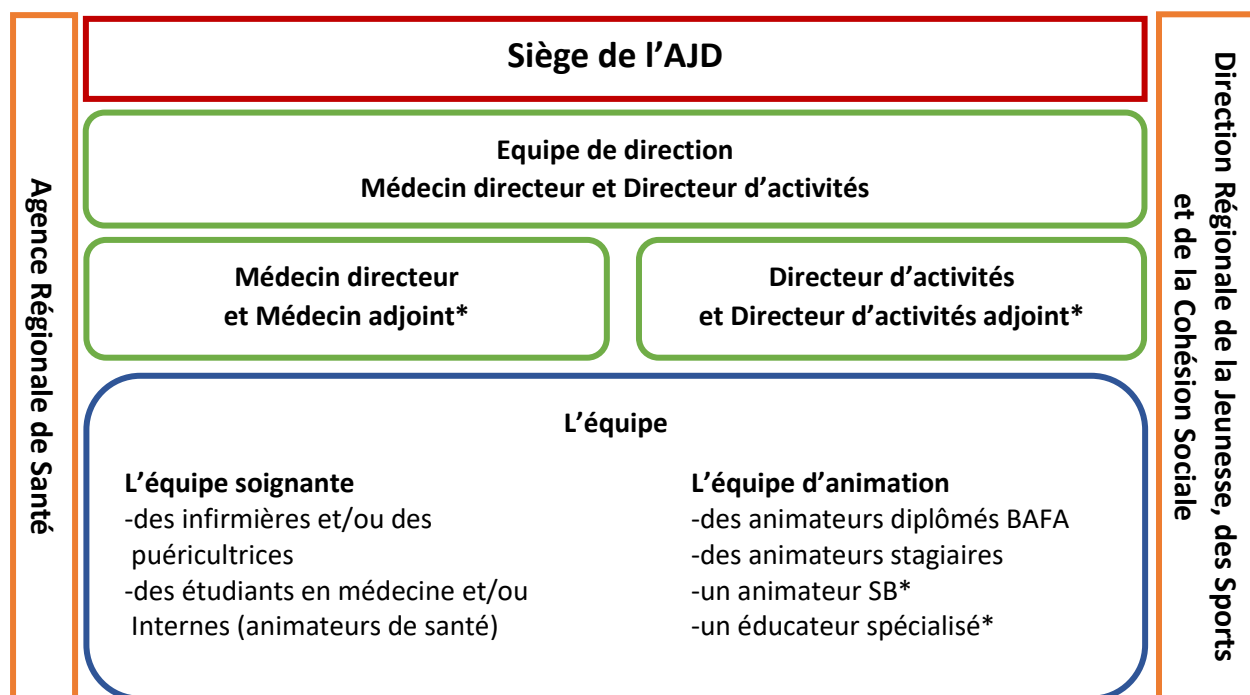 Siège de l'AJD
Agence Régionale de Santé
Equipe de direction
Médecin directeur et Directeur d'activités
Médecin directeur
et Médecin adjoint*
Directeur d'activités
et Directeur d'activités adjoint*
L'équipe
L'équipe soignante
-des infirmières et/ou des
puéricultrices
-des étudiants en médecine et/ou
Internes (animateurs de santé)
L'équipe d'animation
-des animateurs diplômés BAFA
-des animateurs stagiaires
-un animateur SB*
-un éducateur spécialisé*
Direction Régionale de la Jeunesse, des Sports
et de la Cohésion Sociale